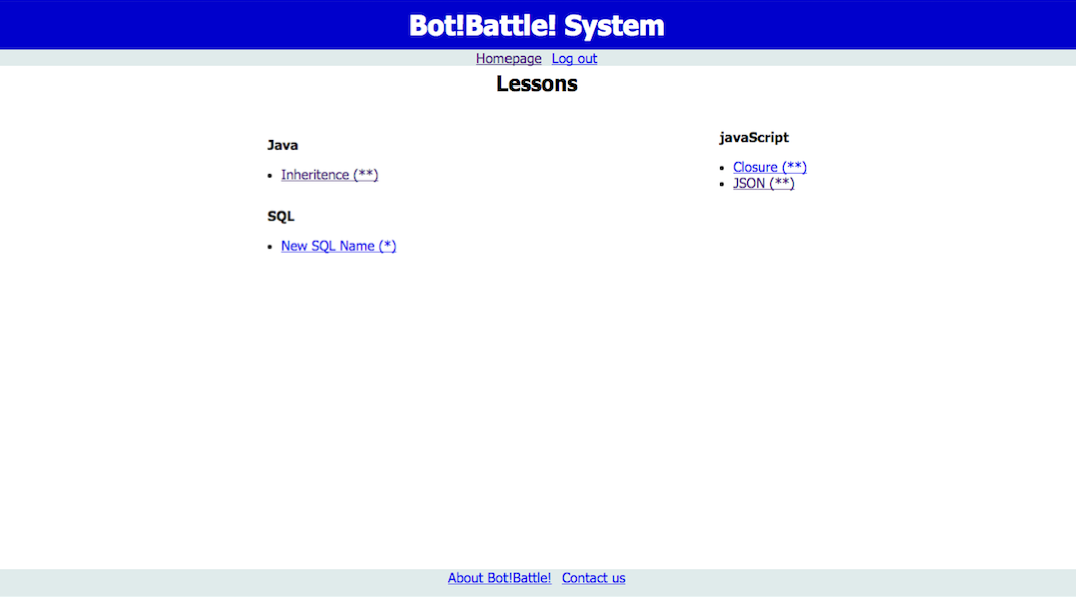 Bot!Battle! System
Homepage Log out
Lessons
Java
• Inheritence (**)
SQL
• New SQL Name (*)
javaScript
• Closure (**)
• JSON (**)
About Bot!Battle! Contact us